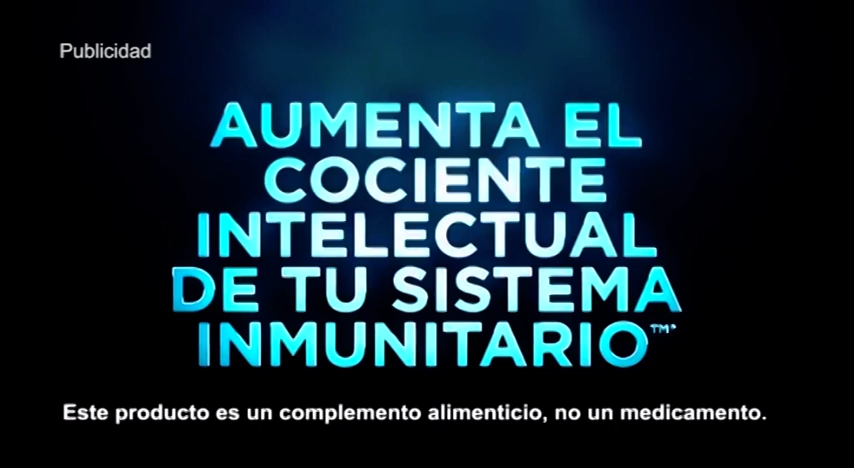 Publicidad
AUMENTA EL
COCIENTE
INTELECTUAL
DE TU SISTEMA
INMUNITARIO™*
Este producto es un complemento alimenticio, no un medicamento.